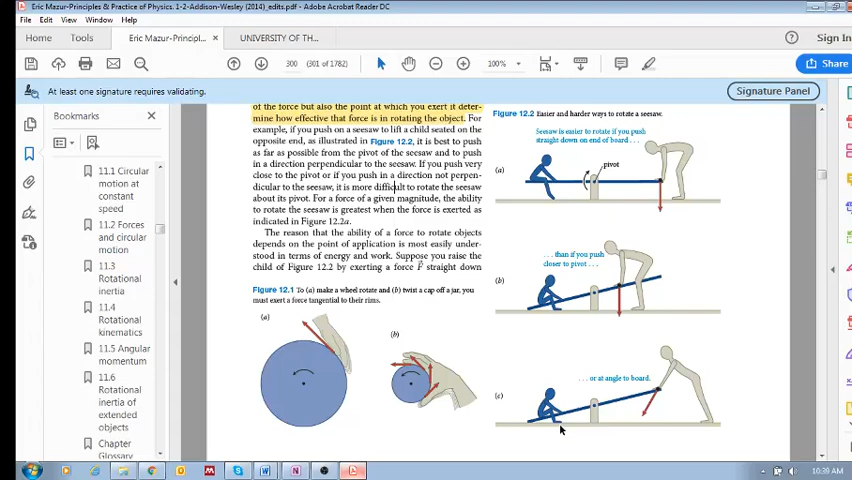 Eric Mazur-Principles & Practice of Physics. 1-2-Addison-Wesley (2014)_edits.pdf - Adobe Acrobat Reader DC
File Edit View Window Help
Home Tools Eric Mazur-Principl... × UNIVERSITY OF TH... Sign In
300 (301 of 1782) 100% Share
At least one signature requires validating. Signature Panel
Bookmarks
11.1 Circular
motion at
constant
speed
11.2 Forces
and circular
motion
11.3
Rotational
inertia
11.4
Rotational
kinematics
11.5 Angular
momentum
11.6
Rotational
inertia of
extended
objects
Chapter
Glossary
of the force but also the point at which you exert it deter-
mine how effective that force is in rotating the object. For
example, if you push on a seesaw to lift a child seated on the
opposite end, as illustrated in Figure 12.2, it is best to push
as far as possible from the pivot of the seesaw and to push
in a direction perpendicular to the seesaw. If you push very
close to the pivot or if you push in a direction not perpen-
dicular to the seesaw, it is more difficult to rotate the seesaw
about its pivot. For a force of a given magnitude, the ability
to rotate the seesaw is greatest when the force is exerted as
indicated in Figure 12.2a.
The reason that the ability of a force to rotate objects
depends on the point of application is most easily under-
stood in terms of energy and work. Suppose you raise the
child of Figure 12.2 by exerting a force F⃗ straight down
Figure 12.1 To (a) make a wheel rotate and (b) twist a cap off a jar, you
must exert a force tangential to their rims.
(a)
(b)
Figure 12.2 Easier and harder ways to rotate a seesaw.
Seesaw is easier to rotate if you push
straight down on end of board . . .
pivot
(a)
. . . than if you push
closer to pivot . . .
(b)
. . . or at angle to board.
(c)
10:39 AM